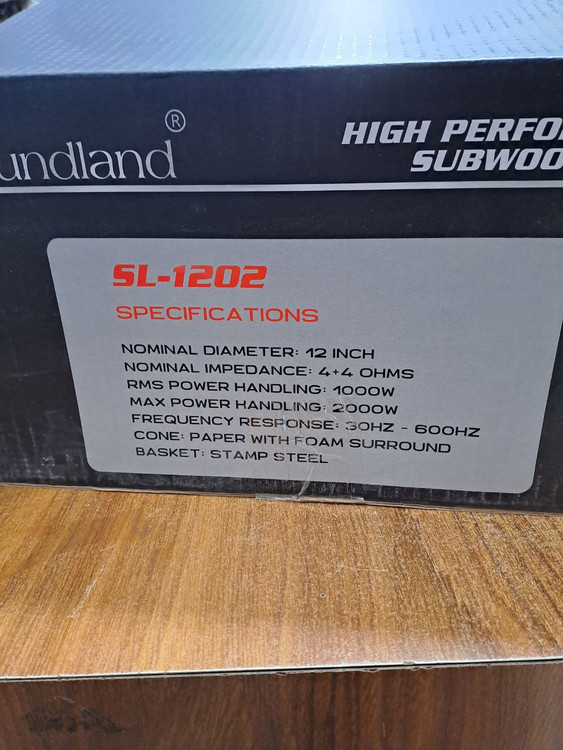 undland®
HIGH PERFO
SUBWOO
SL-1202
SPECIFICATIONS
NOMINAL DIAMETER: 12 INCH
NOMINAL IMPEDANCE: 4+4 OHMS
RMS POWER HANDLING: 1000W
MAX POWER HANDLING: 2000W
FREQUENCY RESPONSE: 30HZ - 600HZ
CONE: PAPER WITH FOAM SURROUND
BASKET: STAMP STEEL